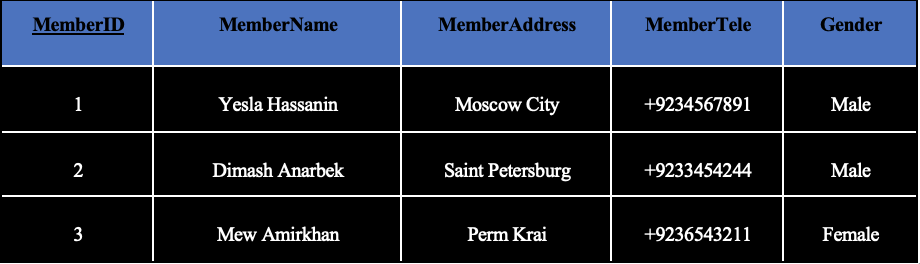 MemberID MemberName MemberAddress MemberTele Gender
1 Yesla Hassanin Moscow City +9234567891 Male
2 Dimash Anarbek Saint Petersburg +9233454244 Male
3 Mew Amirkhan Perm Krai +9236543211 Female